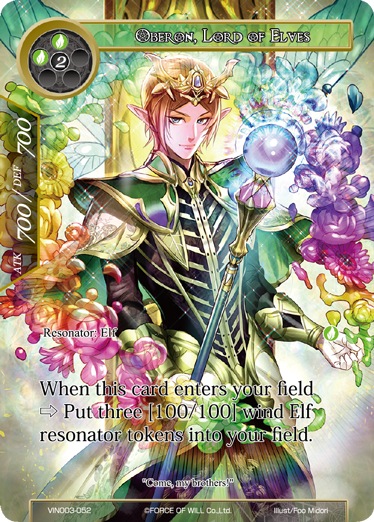 Oberon, Lord of Elves
2
ATK 700 / DEF 700
Resonator: Elf
When this card enters your field
⇨ Put three [100/100] wind Elf
resonator tokens into your field.
"Come, my brothers!"
VIN003-052 ©FORCE OF WILL Co.,Ltd. Illust/Foo Midori